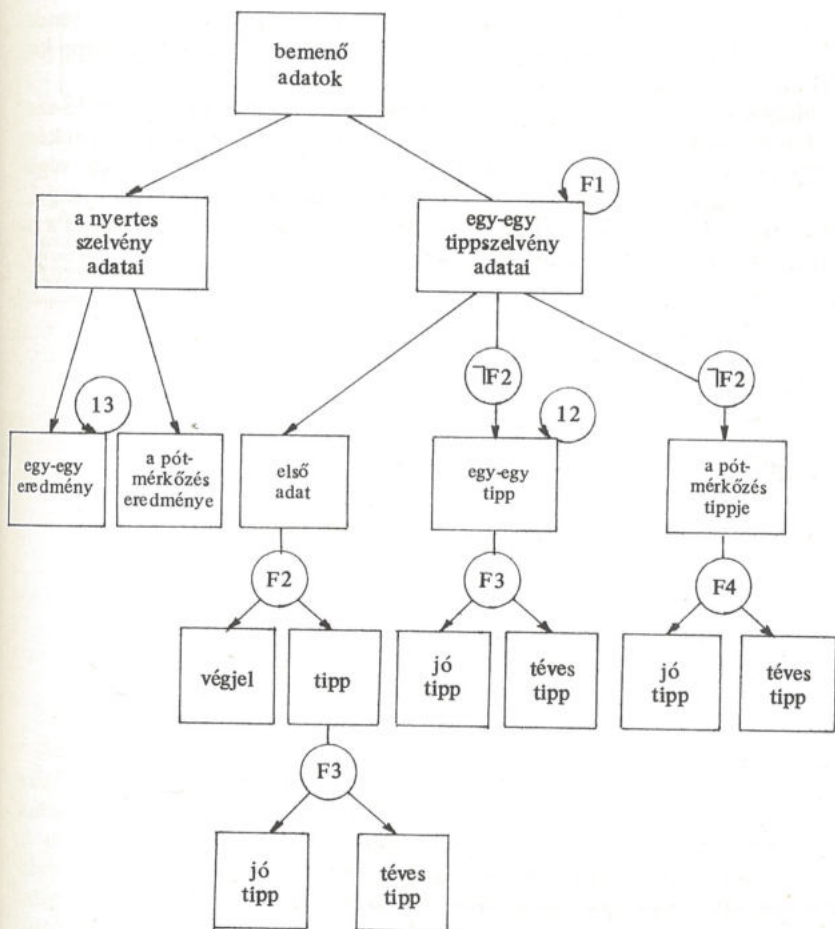 bemenő
adatok
F1
a nyertes
szelvény
adatai
egy-egy
tippszelvény
adatai
⌉F2
⌉F2
13
12
egy-egy
eredmény
a pót-
mérkőzés
eredménye
első
adat
egy-egy
tipp
a pót-
mérkőzés
tippje
F2
F3
F4
végjel
tipp
jó
tipp
téves
tipp
jó
tipp
téves
tipp
F3
jó
tipp
téves
tipp